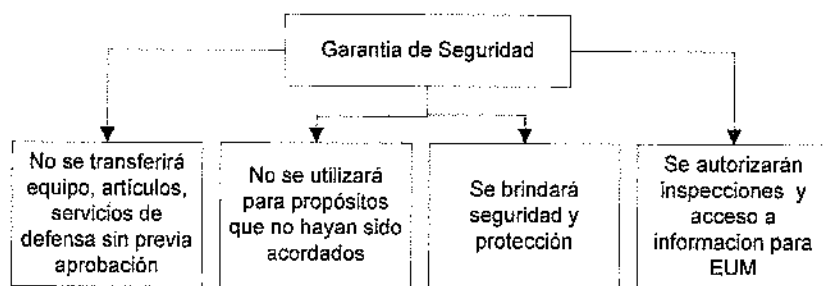 Garantia de Seguridad
No se transferirá
equipo, artículos,
servicios de
defensa sin previa
aprobación
No se utilizará
para propósitos
que no hayan sido
acordados
Se brindará
seguridad y
protección
Se autorizarán
inspecciones y
acceso a
informacion para
EUM